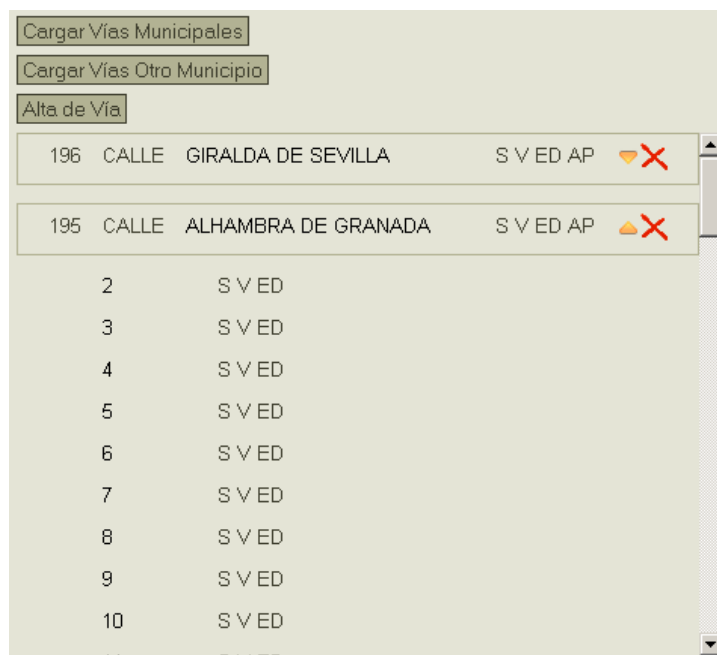 Cargar Vías Municipales
Cargar Vías Otro Municipio
Alta de Vía
196 CALLE GIRALDA DE SEVILLA S V ED AP
195 CALLE ALHAMBRA DE GRANADA S V ED AP
2 S V ED
3 S V ED
4 S V ED
5 S V ED
6 S V ED
7 S V ED
8 S V ED
9 S V ED
10 S V ED